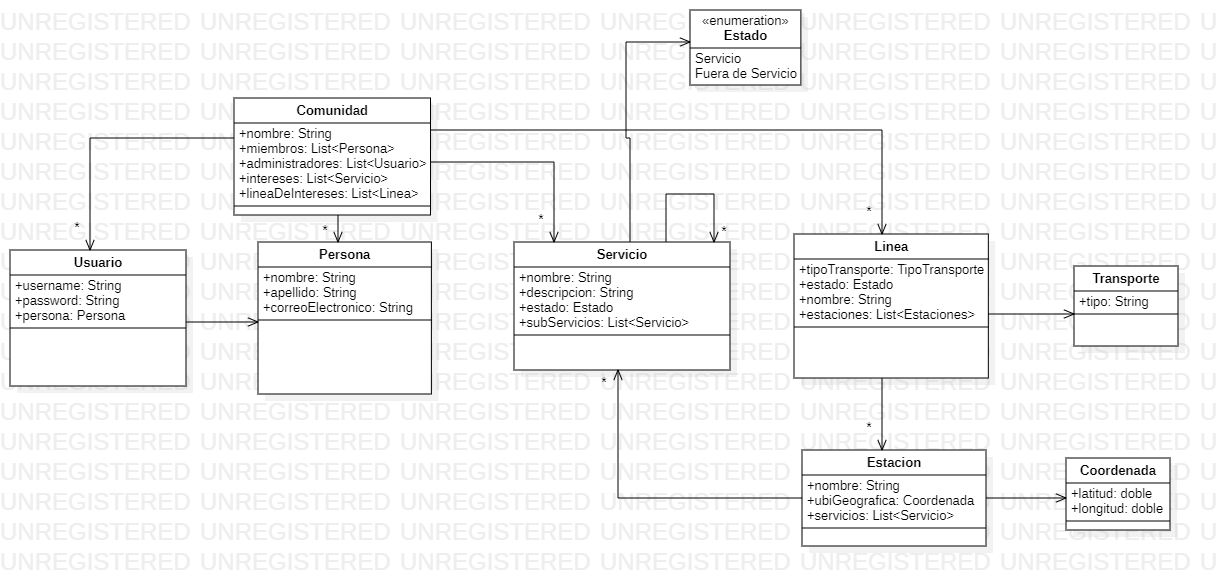 «enumeration»
Estado
Servicio
Fuera de Servicio
Comunidad
+nombre: String
+miembros: List<Persona>
+administradores: List<Usuario>
+intereses: List<Servicio>
+lineaDeIntereses: List<Linea>
*
*
*
*
*
Usuario
+username: String
+password: String
+persona: Persona
Persona
+nombre: String
+apellido: String
+correoElectronico: String
Servicio
+nombre: String
+descripcion: String
+estado: Estado
+subServicios: List<Servicio>
Linea
+tipoTransporte: TipoTransporte
+estado: Estado
+nombre: String
+estaciones: List<Estaciones>
Transporte
+tipo: String
*
*
Estacion
+nombre: String
+ubiGeografica: Coordenada
+servicios: List<Servicio>
Coordenada
+latitud: doble
+longitud: doble
UNREGISTERED